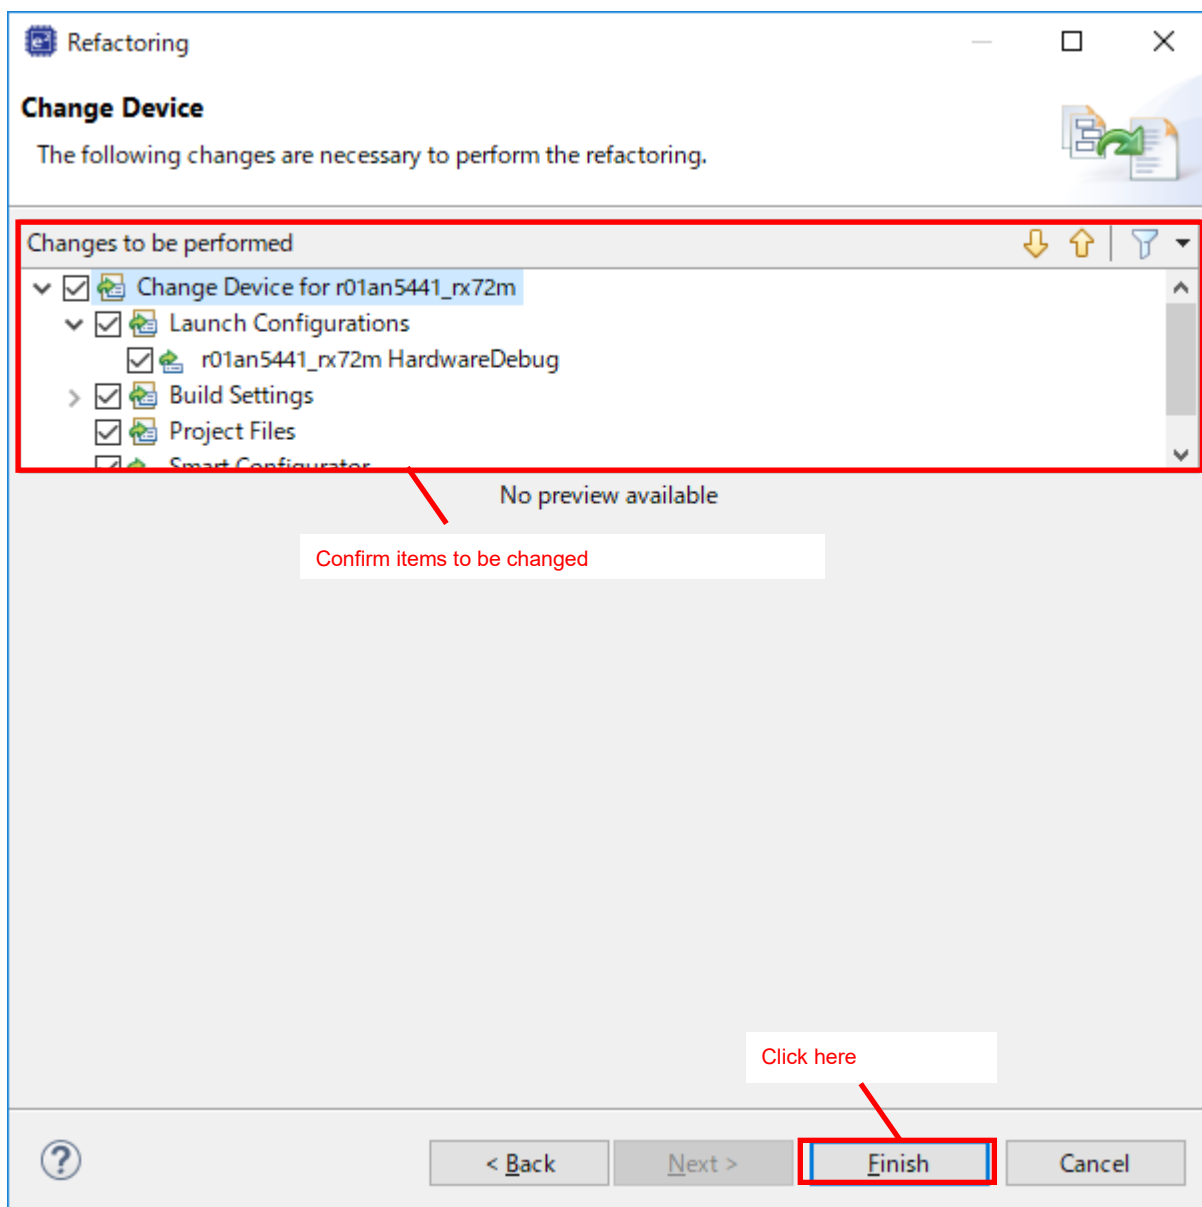 Refactoring
Change Device
The following changes are necessary to perform the refactoring.
Changes to be performed
Change Device for r01an5441_rx72m
Launch Configurations
r01an5441_rx72m HardwareDebug
Build Settings
Project Files
Smart Configurator
No preview available
Confirm items to be changed
Click here
< Back Next > Finish Cancel